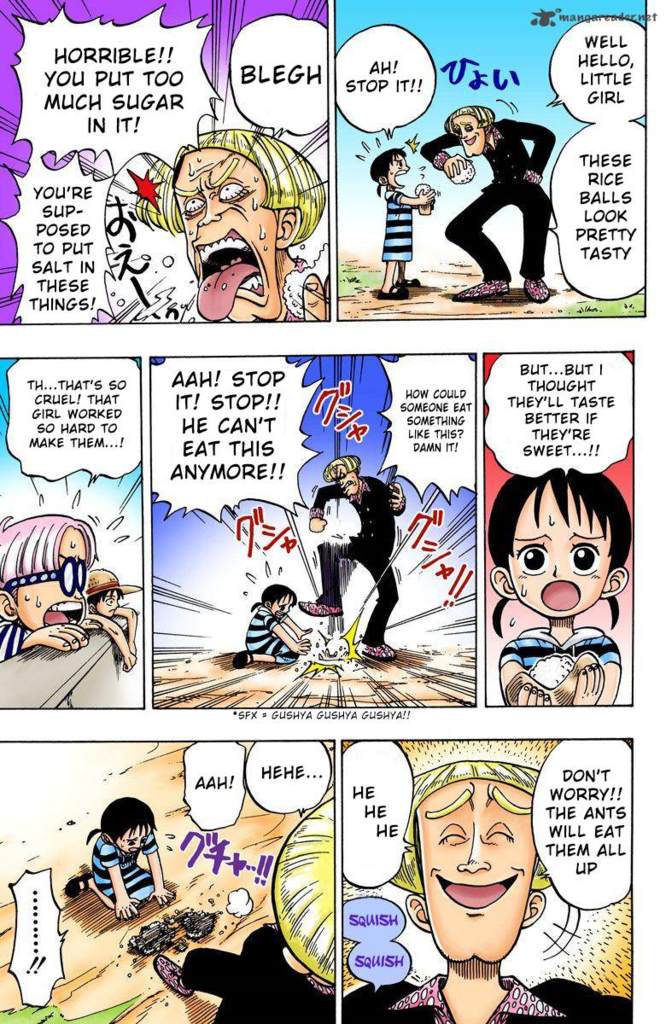 mangareader.net
WELL
HELLO,
LITTLE
GIRL
THESE
RICE
BALLS
LOOK
PRETTY
TASTY
ひょい
AH!
STOP IT!!
BLEGH
HORRIBLE!!
YOU PUT TOO
MUCH SUGAR
IN IT!
YOU'RE
SUP-
POSED
TO PUT
SALT IN
THESE
THINGS!
おえーっ
BUT...BUT I
THOUGHT
THEY'LL TASTE
BETTER IF
THEY'RE
SWEET...!!
HOW COULD
SOMEONE EAT
SOMETHING
LIKE THIS?
DAMN IT!
グシャ
AAH! STOP
IT! STOP!!
HE CAN'T
EAT THIS
ANYMORE!!
グシャ
グシャ!!
*SFX = GUSHYA GUSHYA GUSHYA!!
TH...THAT'S SO
CRUEL! THAT
GIRL WORKED
SO HARD TO
MAKE THEM...!
DON'T
WORRY!!
THE ANTS
WILL EAT
THEM ALL
UP
HE
HE
HE
SQUISH
SQUISH
HEHE...
AAH!
グチャッ!!
........!!